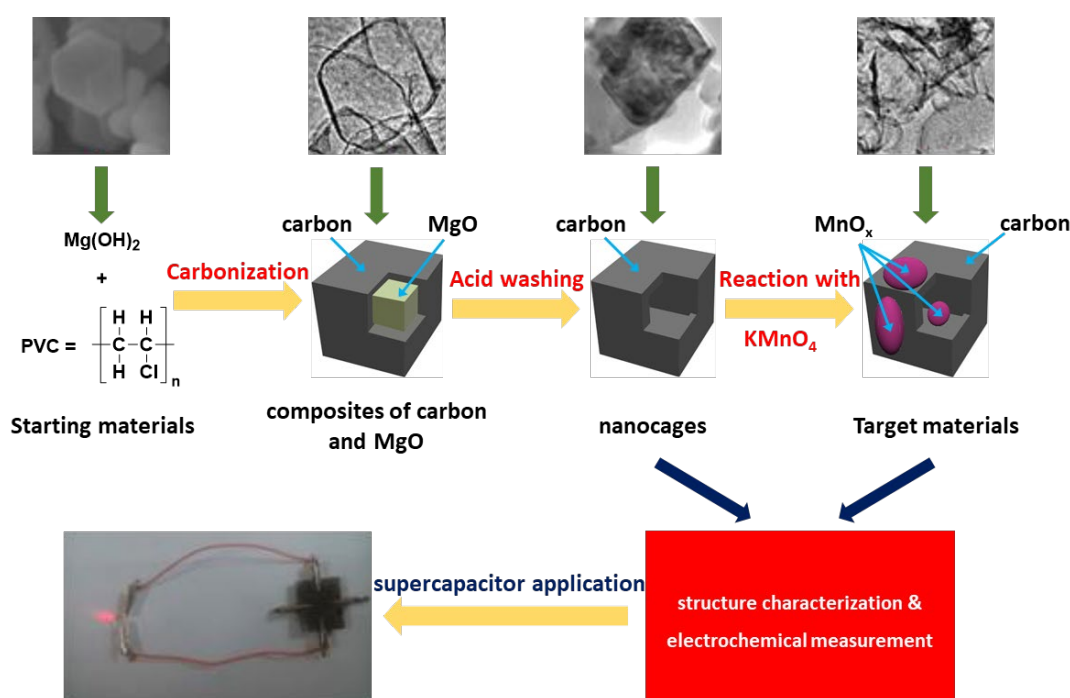 Mg(OH)2
+
PVC =
H H
C C
H Cl
n
Starting materials
Carbonization
carbon
MgO
composites of carbon
and MgO
Acid washing
carbon
nanocages
Reaction with
KMnO4
MnOx
carbon
Target materials
structure characterization &
electrochemical measurement
supercapacitor application